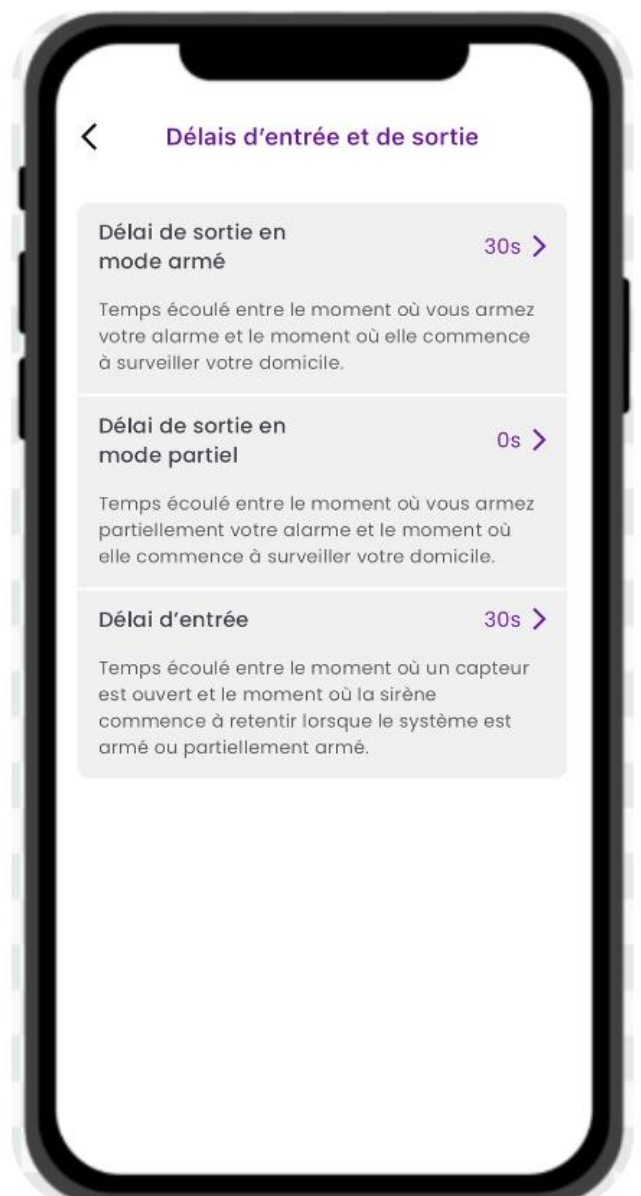 Délais d'entrée et de sortie
Délai de sortie en
mode armé
30s
Temps écoulé entre le moment où vous armez
votre alarme et le moment où elle commence
à surveiller votre domicile.
Délai de sortie en
mode partiel
0s
Temps écoulé entre le moment où vous armez
partiellement votre alarme et le moment où
elle commence à surveiller votre domicile.
Délai d'entrée
30s
Temps écoulé entre le moment où un capteur
est ouvert et le moment où la sirène
commence à retentir lorsque le système est
armé ou partiellement armé.